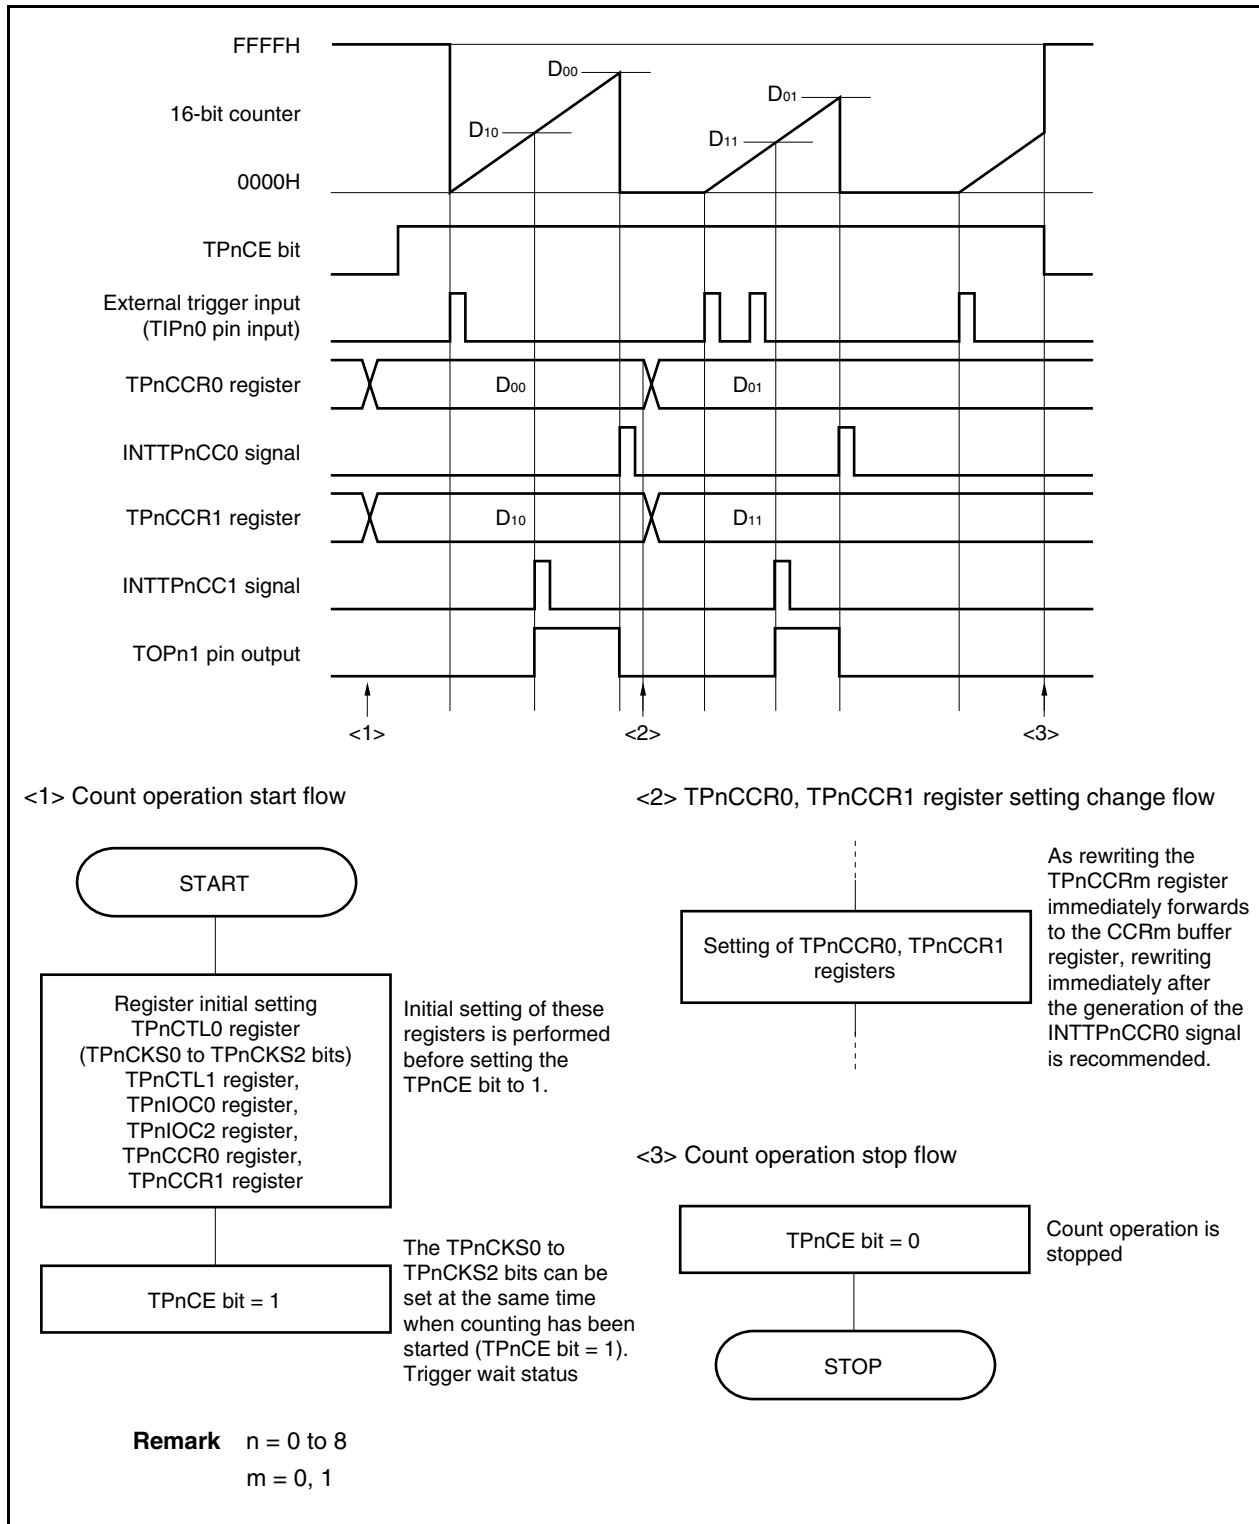 FFFFH
D00
D01
16-bit counter
D10
D11
0000H
TPnCE bit
External trigger input
(TIPn0 pin input)
TPnCCR0 register
D00
D01
INTTPnCC0 signal
TPnCCR1 register
D10
D11
INTTPnCC1 signal
TOPn1 pin output
<1>
<2>
<3>
<1> Count operation start flow
START
Register initial setting
TPnCTL0 register
(TPnCKS0 to TPnCKS2 bits)
TPnCTL1 register,
TPnIOC0 register,
TPnIOC2 register,
TPnCCR0 register,
TPnCCR1 register
Initial setting of these
registers is performed
before setting the
TPnCE bit to 1.
TPnCE bit = 1
The TPnCKS0 to
TPnCKS2 bits can be
set at the same time
when counting has been
started (TPnCE bit = 1).
Trigger wait status
<2> TPnCCR0, TPnCCR1 register setting change flow
Setting of TPnCCR0, TPnCCR1
registers
As rewriting the
TPnCCRm register
immediately forwards
to the CCRm buffer
register, rewriting
immediately after
the generation of the
INTTPnCCR0 signal
is recommended.
<3> Count operation stop flow
TPnCE bit = 0
Count operation is
stopped
STOP
Remark n = 0 to 8
m = 0, 1